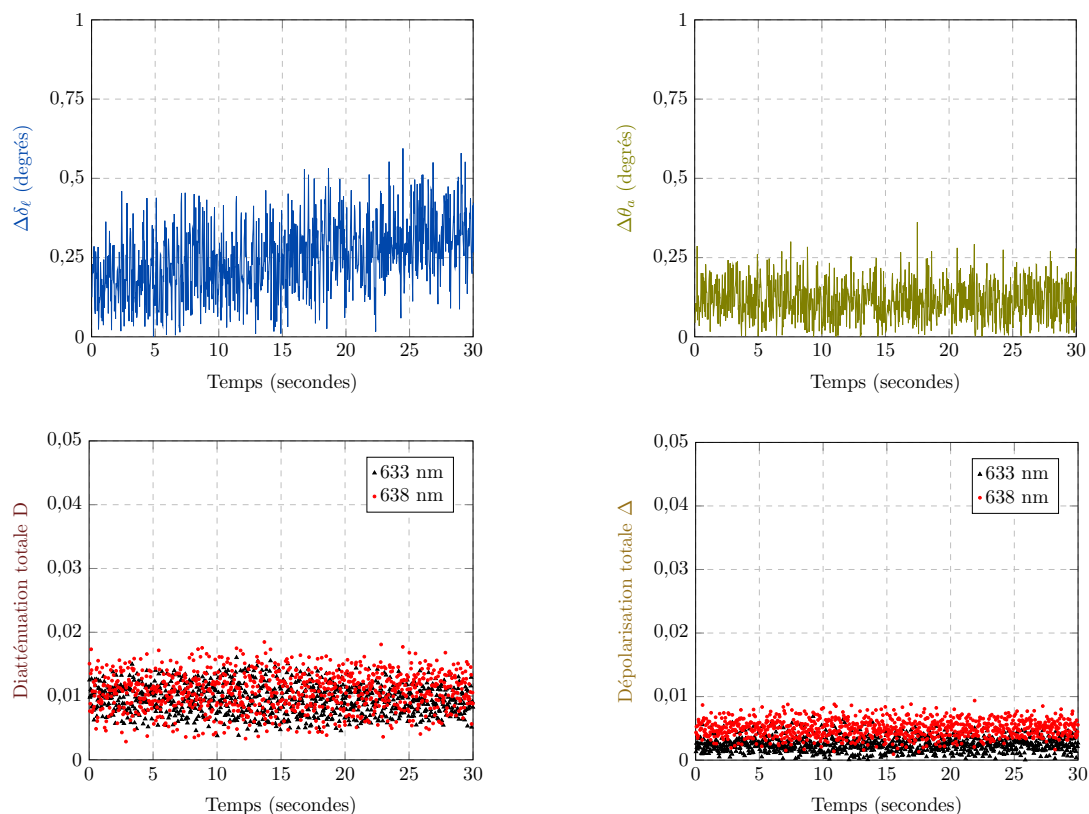 1
0,75
0,5
0,25
0
0 5 10 15 20 25 30
Δδℓ (degrés)
Temps (secondes)
1
0,75
0,5
0,25
0
0 5 10 15 20 25 30
Δθa (degrés)
Temps (secondes)
0,05
0,04
0,03
0,02
0,01
0
0 5 10 15 20 25 30
Diatténuation totale D
Temps (secondes)
633 nm
638 nm
0,05
0,04
0,03
0,02
0,01
0
0 5 10 15 20 25 30
Dépolarisation totale Δ
Temps (secondes)
633 nm
638 nm